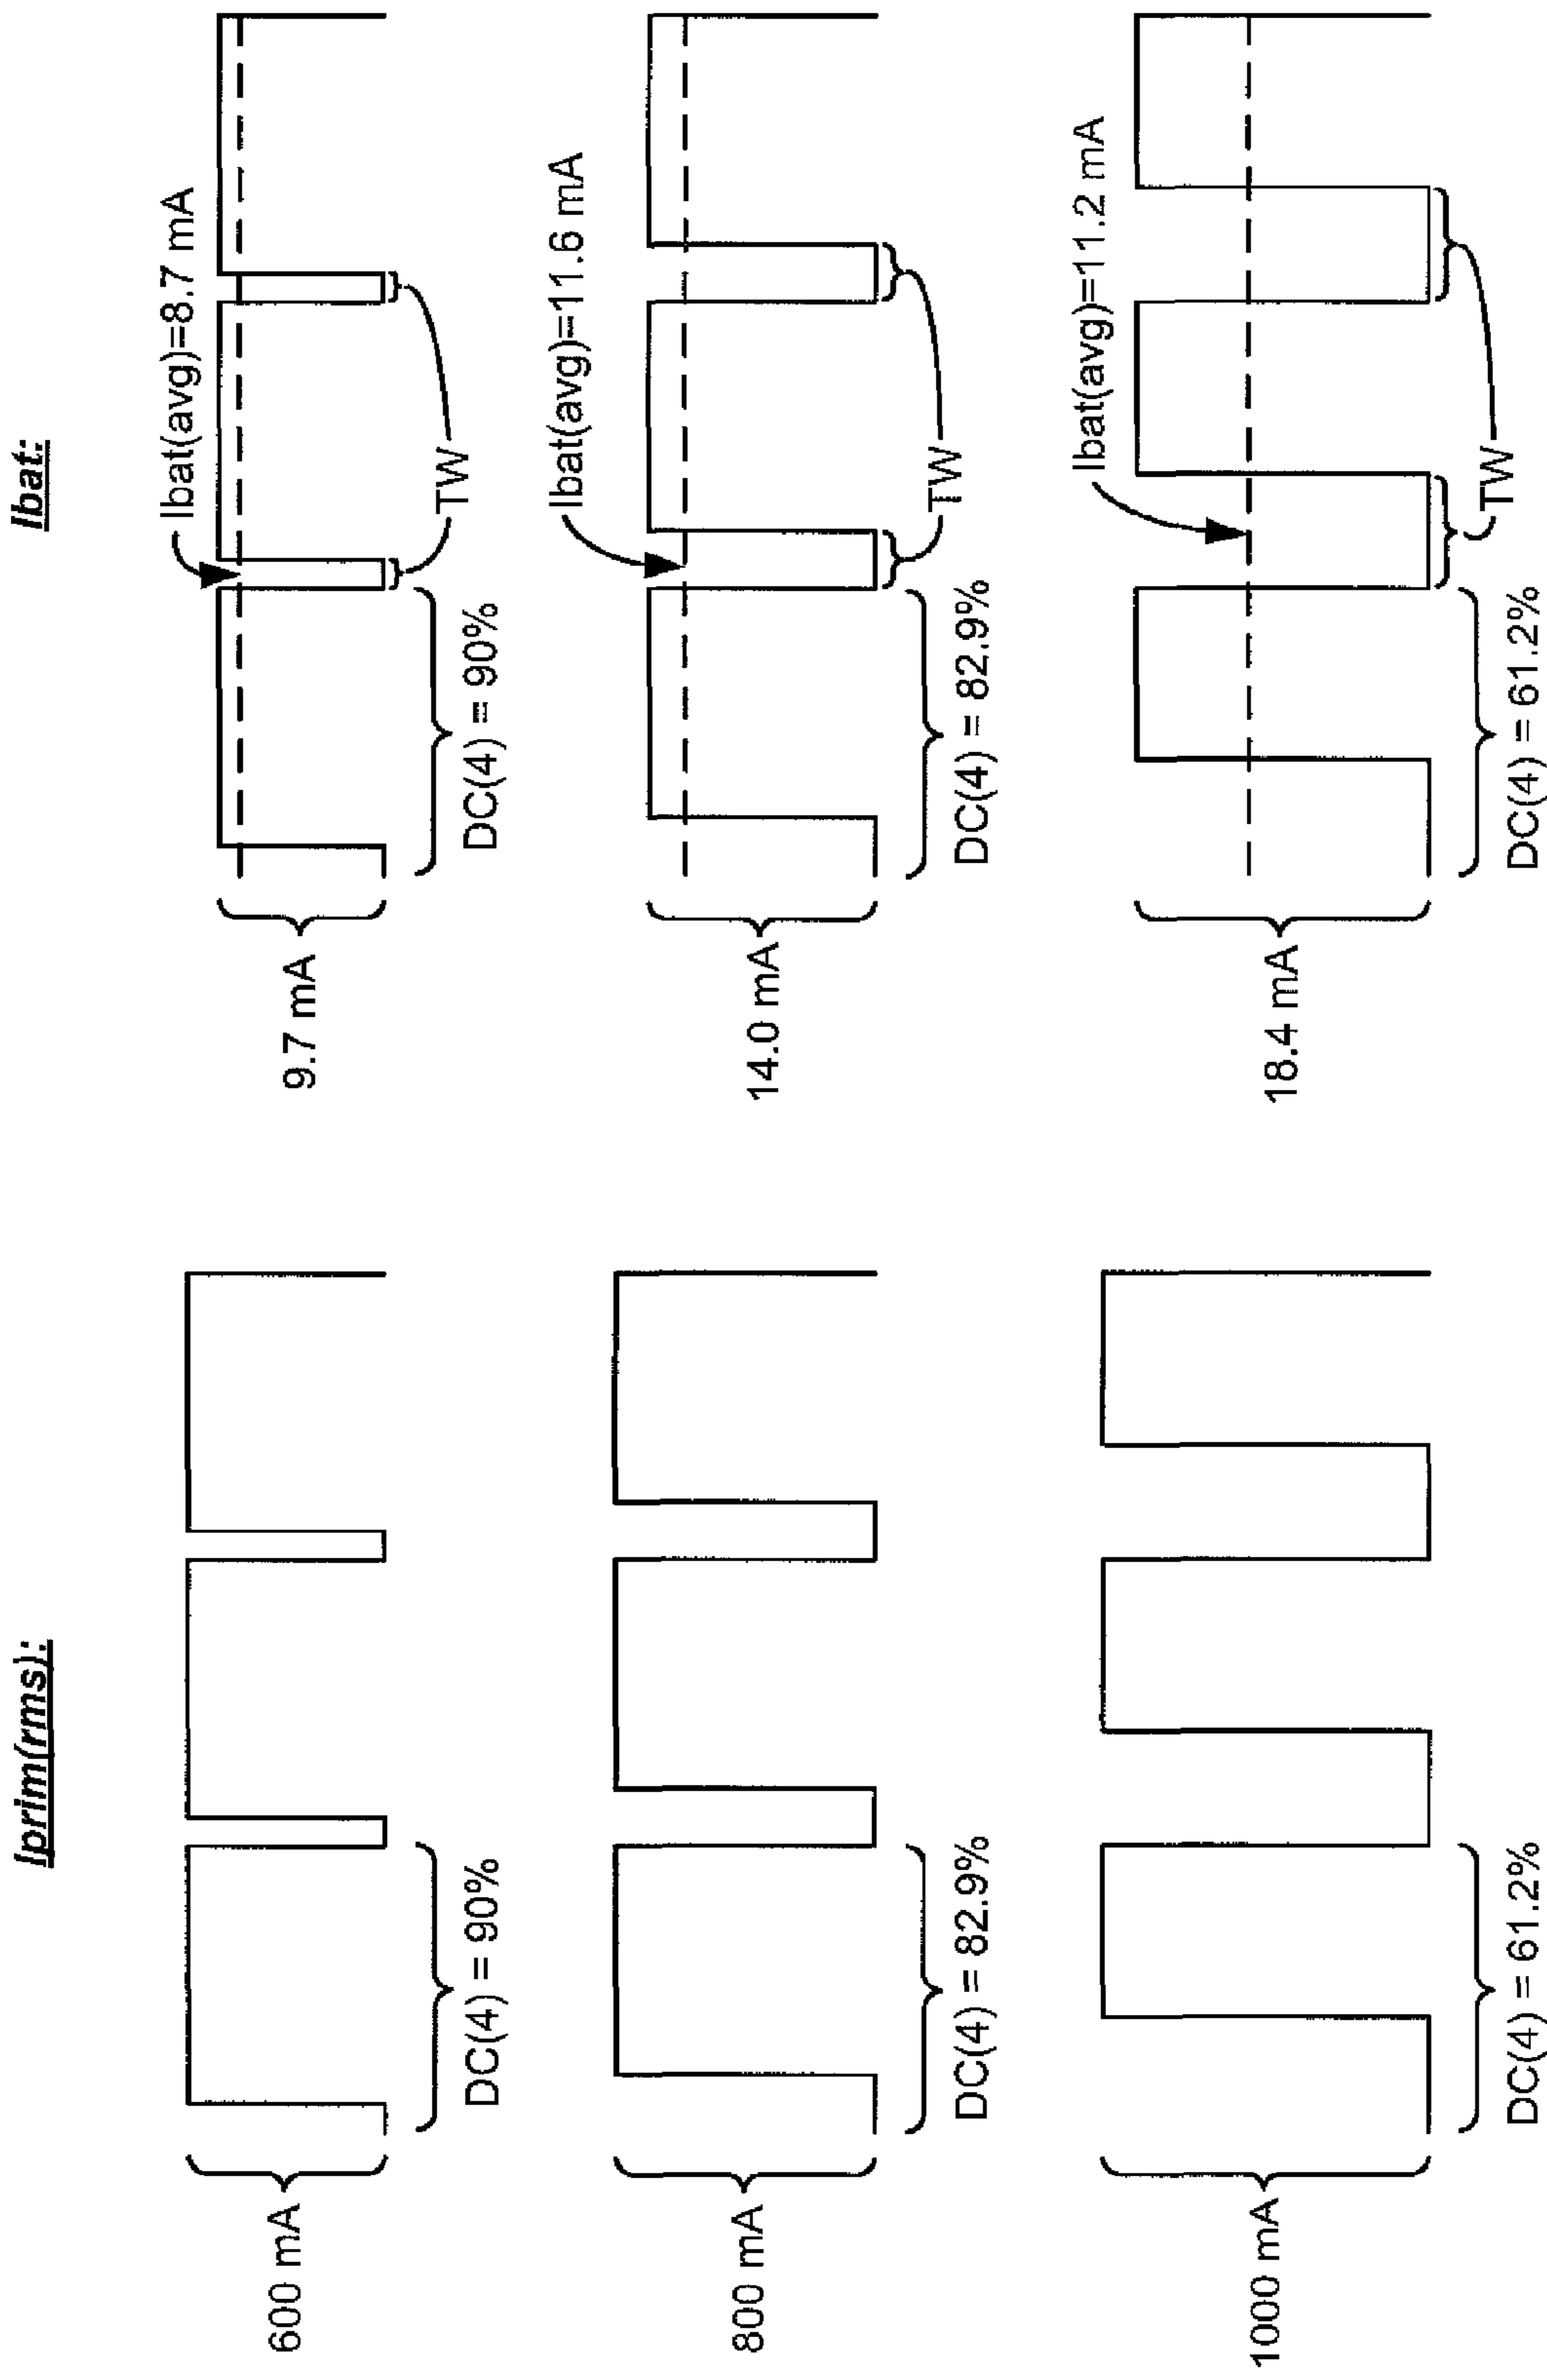 Iprim(rms):
600 mA
DC(4) = 90%
800 mA
DC(4) = 82.9%
1000 mA
DC(4) = 61.2%
Ibat:
Ibat(avg)=8.7 mA
9.7 mA
DC(4) = 90%
TW
Ibat(avg)=11.6 mA
14.0 mA
DC(4) = 82.9%
TW
Ibat(avg)=11.2 mA
18.4 mA
DC(4) = 61.2%
TW